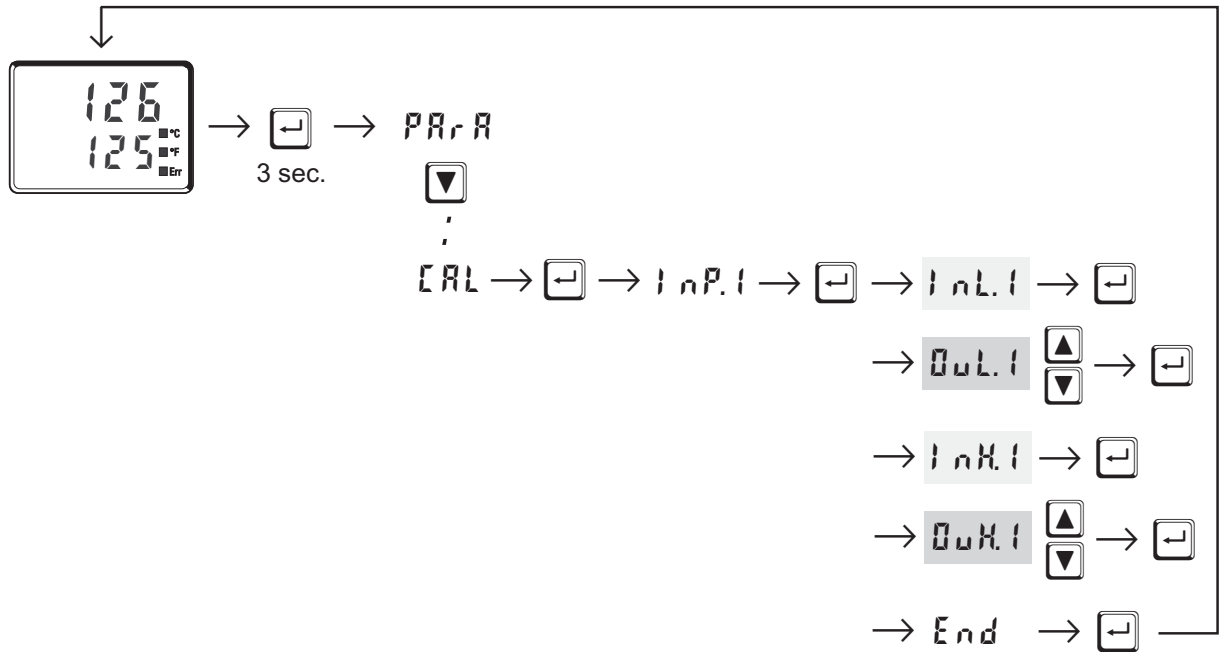 126
°C
125 °F
Err
3 sec.
PArA
CAL InP.1 InL.1
OuL.1
InH.1
OuH.1
End